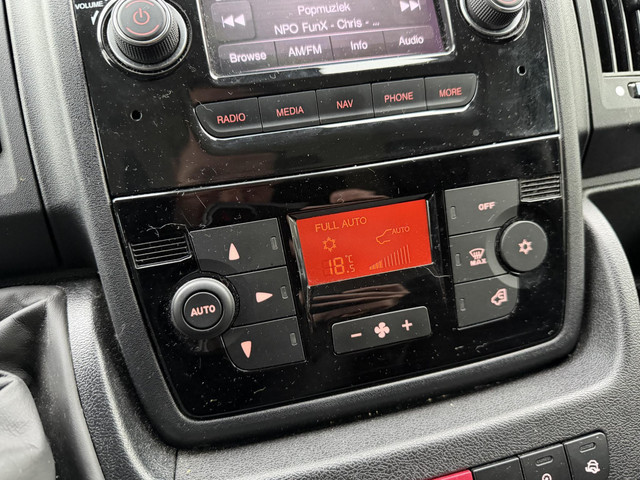 VOLUME
Popmuziek
NPO FunX - Chris - ...
Browse AM/FM Info Audio
RADIO MEDIA NAV PHONE MORE
FULL AUTO
AUTO
18.5 °C
OFF
MAX
AUTO
- +